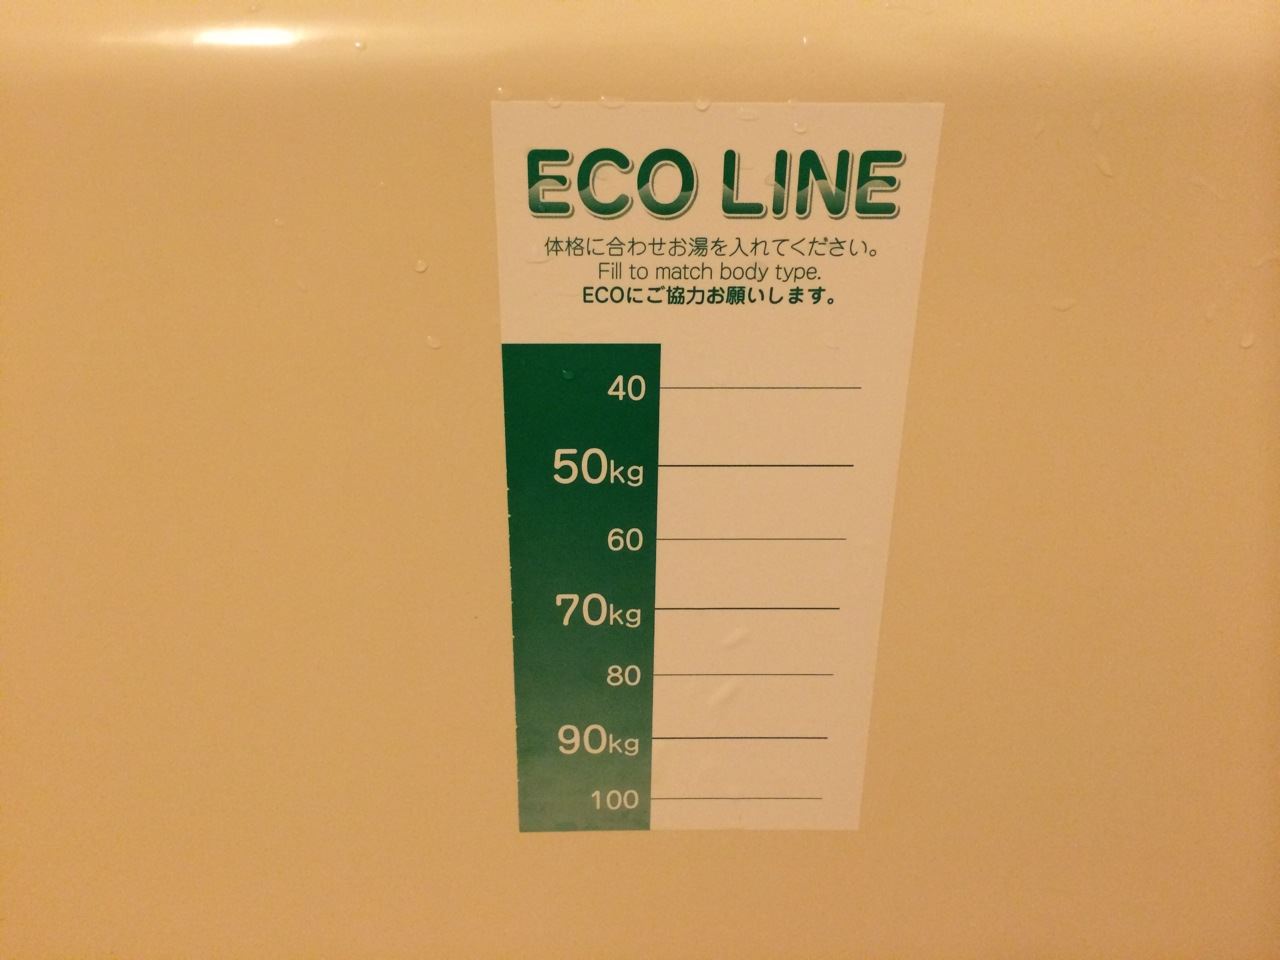 ECO LINE
体格に合わせお湯を入れてください。
Fill to match body type.
ECOにご協力お願いします。
40
50kg
60
70kg
80
90kg
100